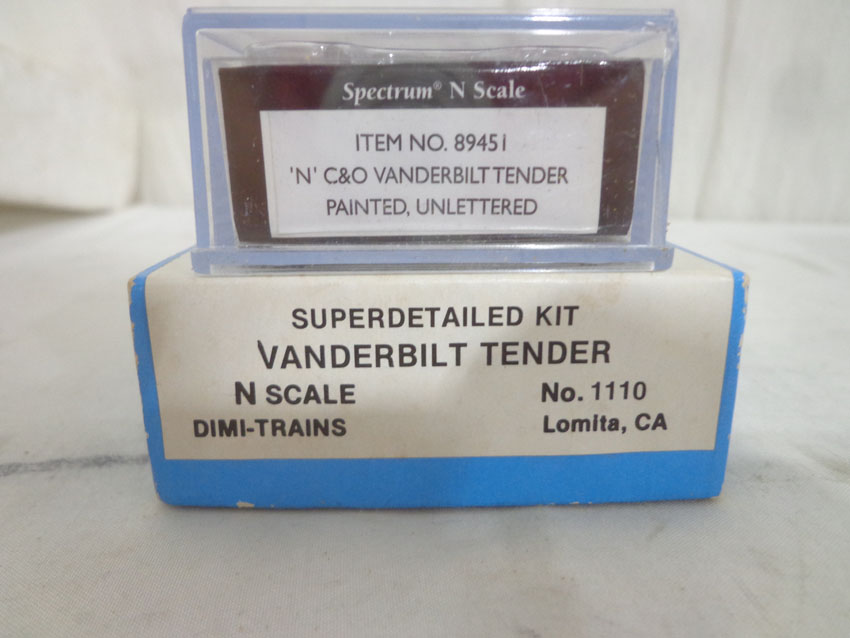 Spectrum® N Scale
ITEM NO. 89451
'N' C&O VANDERBILT TENDER
PAINTED, UNLETTERED
SUPERDETAILED KIT
VANDERBILT TENDER
N SCALE No. 1110
DIMI-TRAINS Lomita, CA